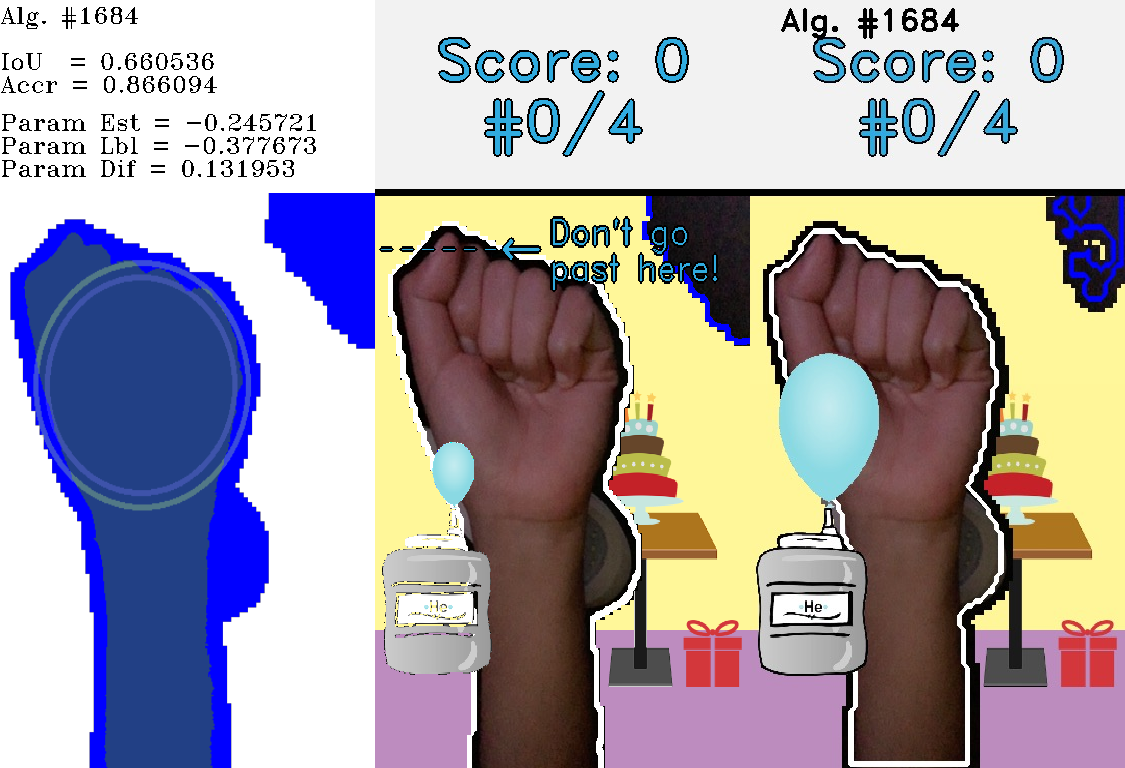 Alg. #1684
IoU = 0.660536
Accr = 0.866094
Param Est = −0.245721
Param Lbl = −0.377673
Param Dif = 0.131953
Score: 0
#0/4
Don't go
past here!
He
Alg. #1684
Score: 0
#0/4
He